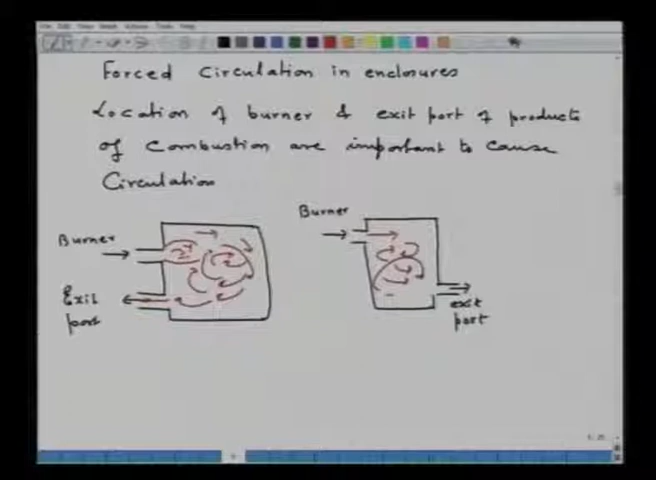 Forced Circulation in enclosures
Location of burner & exit port of products
of Combustion are important to cause
Circulation
Burner
Exit
port
Burner
exit
port